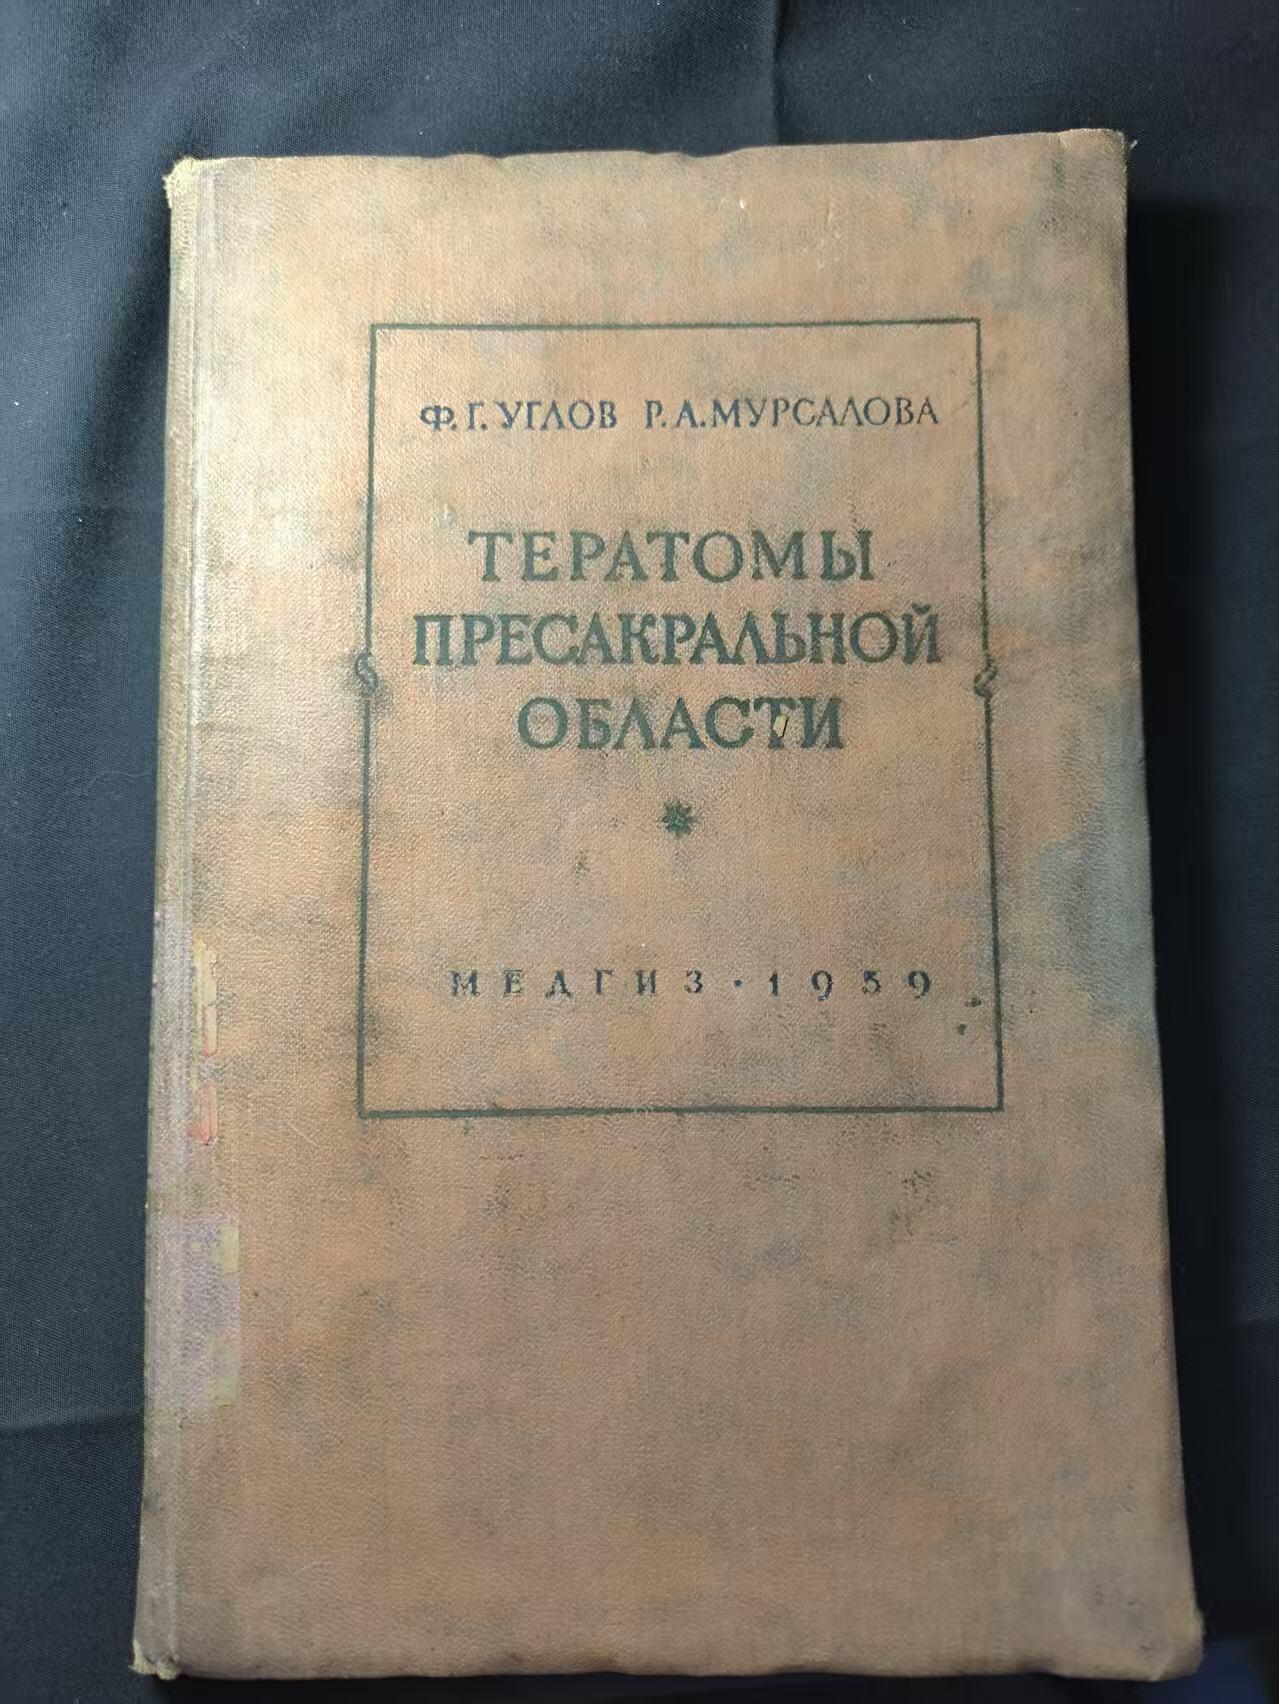 Ф. Г. УГЛОВ Р. А. МУРСАЛОВА
ТЕРАТОМЫ
ПРЕСАКРАЛЬНОЙ
ОБЛАСТИ
МЕДГИЗ · 1959